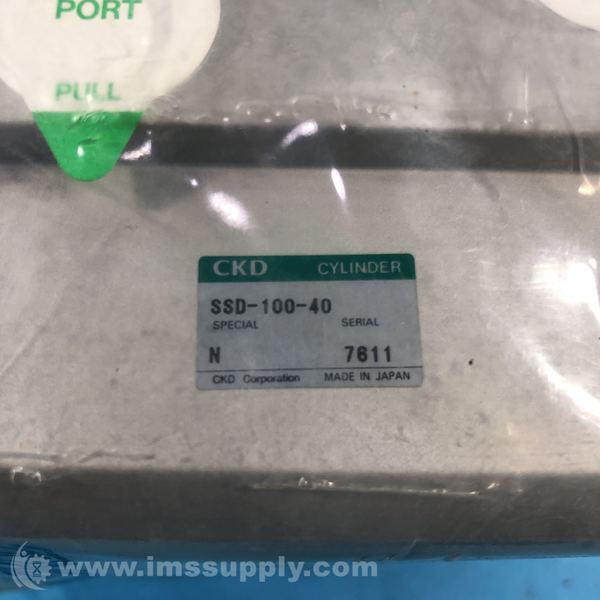 PORT
PULL
CKD CYLINDER
SSD-100-40
SPECIAL SERIAL
N 7611
CKD Corporation MADE IN JAPAN
www.imssupply.com